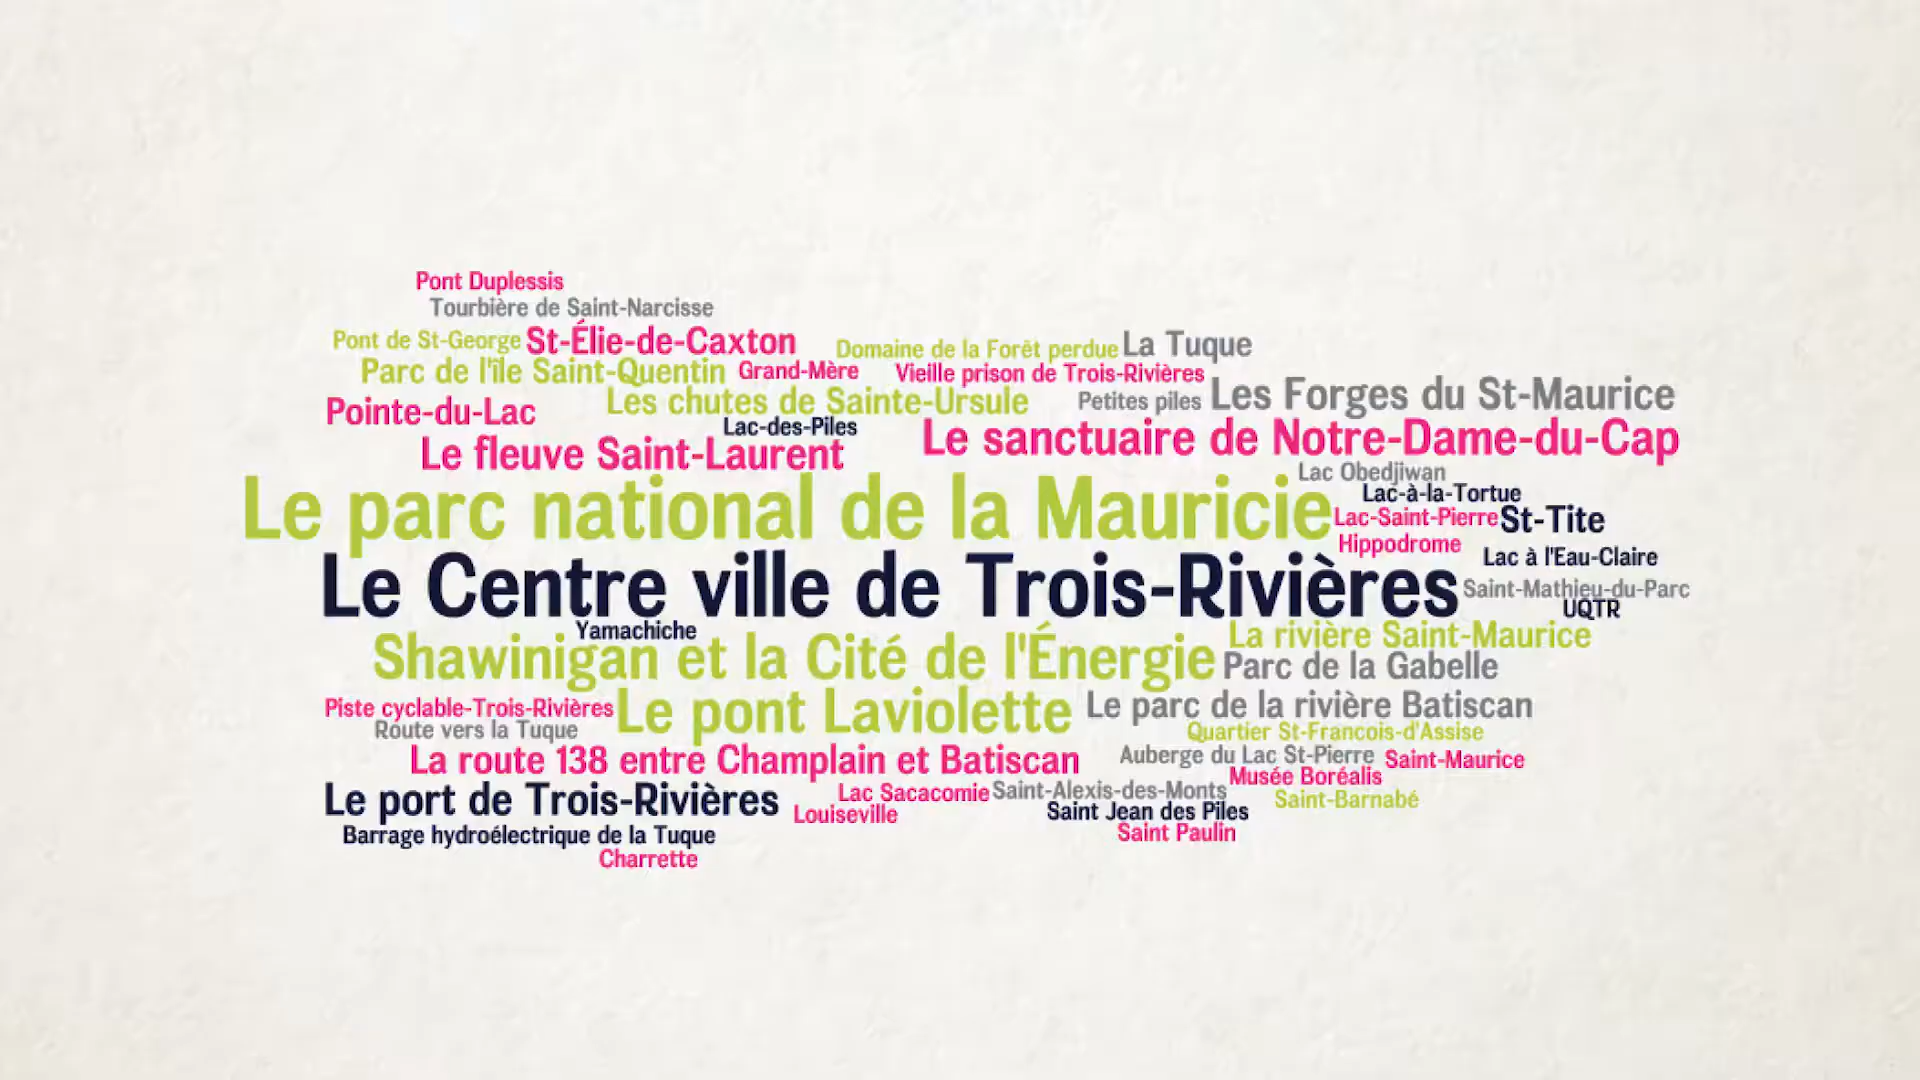 Pont Duplessis
Tourbière de Saint-Narcisse
Pont de St-George
St-Élie-de-Caxton
Domaine de la Forêt perdue
La Tuque
Parc de l'île Saint-Quentin
Grand-Mère
Vieille prison de Trois-Rivières
Pointe-du-Lac
Les chutes de Sainte-Ursule
Petites piles
Les Forges du St-Maurice
Lac-des-Piles
Le fleuve Saint-Laurent
Le sanctuaire de Notre-Dame-du-Cap
Lac Obedjiwan
Lac-à-la-Tortue
Le parc national de la Mauricie
Lac-Saint-Pierre
St-Tite
Hippodrome
Lac à l'Eau-Claire
Le Centre ville de Trois-Rivières
Saint-Mathieu-du-Parc
UQTR
Yamachiche
La rivière Saint-Maurice
Shawinigan et la Cité de l'Énergie
Parc de la Gabelle
Piste cyclable-Trois-Rivières
Le pont Laviolette
Le parc de la rivière Batiscan
Route vers la Tuque
Quartier St-Francois-d'Assise
La route 138 entre Champlain et Batiscan
Auberge du Lac St-Pierre
Saint-Maurice
Musée Boréalis
Le port de Trois-Rivières
Lac Sacacomie
Saint-Alexis-des-Monts
Saint-Barnabé
Louiseville
Saint Jean des Piles
Barrage hydroélectrique de la Tuque
Saint Paulin
Charrette